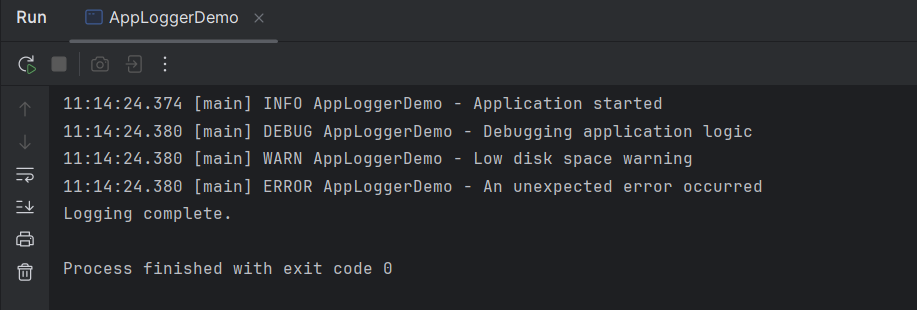 Run
AppLoggerDemo
11:14:24.374 [main] INFO AppLoggerDemo - Application started
11:14:24.380 [main] DEBUG AppLoggerDemo - Debugging application logic
11:14:24.380 [main] WARN AppLoggerDemo - Low disk space warning
11:14:24.380 [main] ERROR AppLoggerDemo - An unexpected error occurred
Logging complete.
Process finished with exit code 0